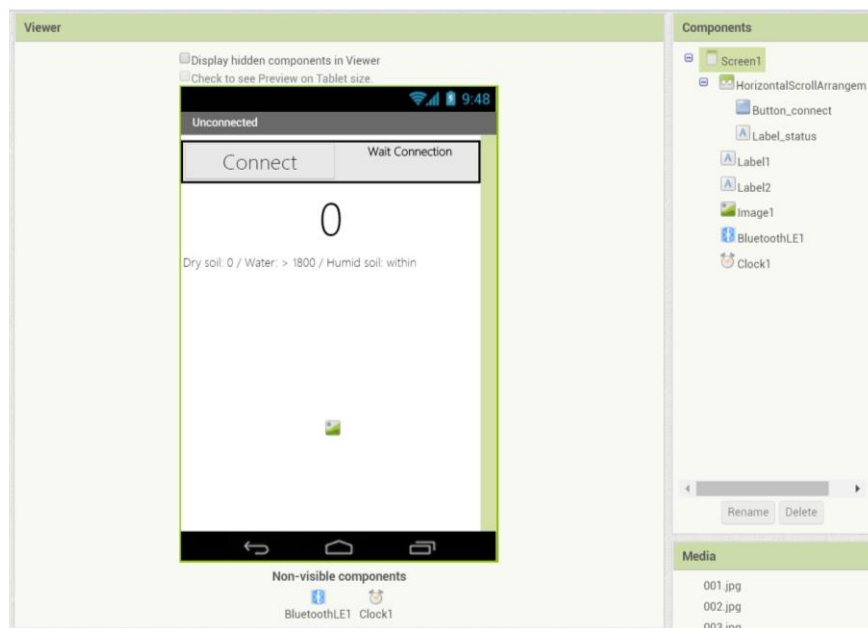 Viewer
Display hidden components in Viewer
Check to see Preview on Tablet size.
9:48
Unconnected
Connect
Wait Connection
0
Dry soil: 0 / Water: > 1800 / Humid soil: within
Non-visible components
BluetoothLE1 Clock1
Components
Screen1
HorizontalScrollArrangem
Button_connect
Label_status
Label1
Label2
Image1
BluetoothLE1
Clock1
Rename Delete
Media
001.jpg
002.jpg
003.jpg